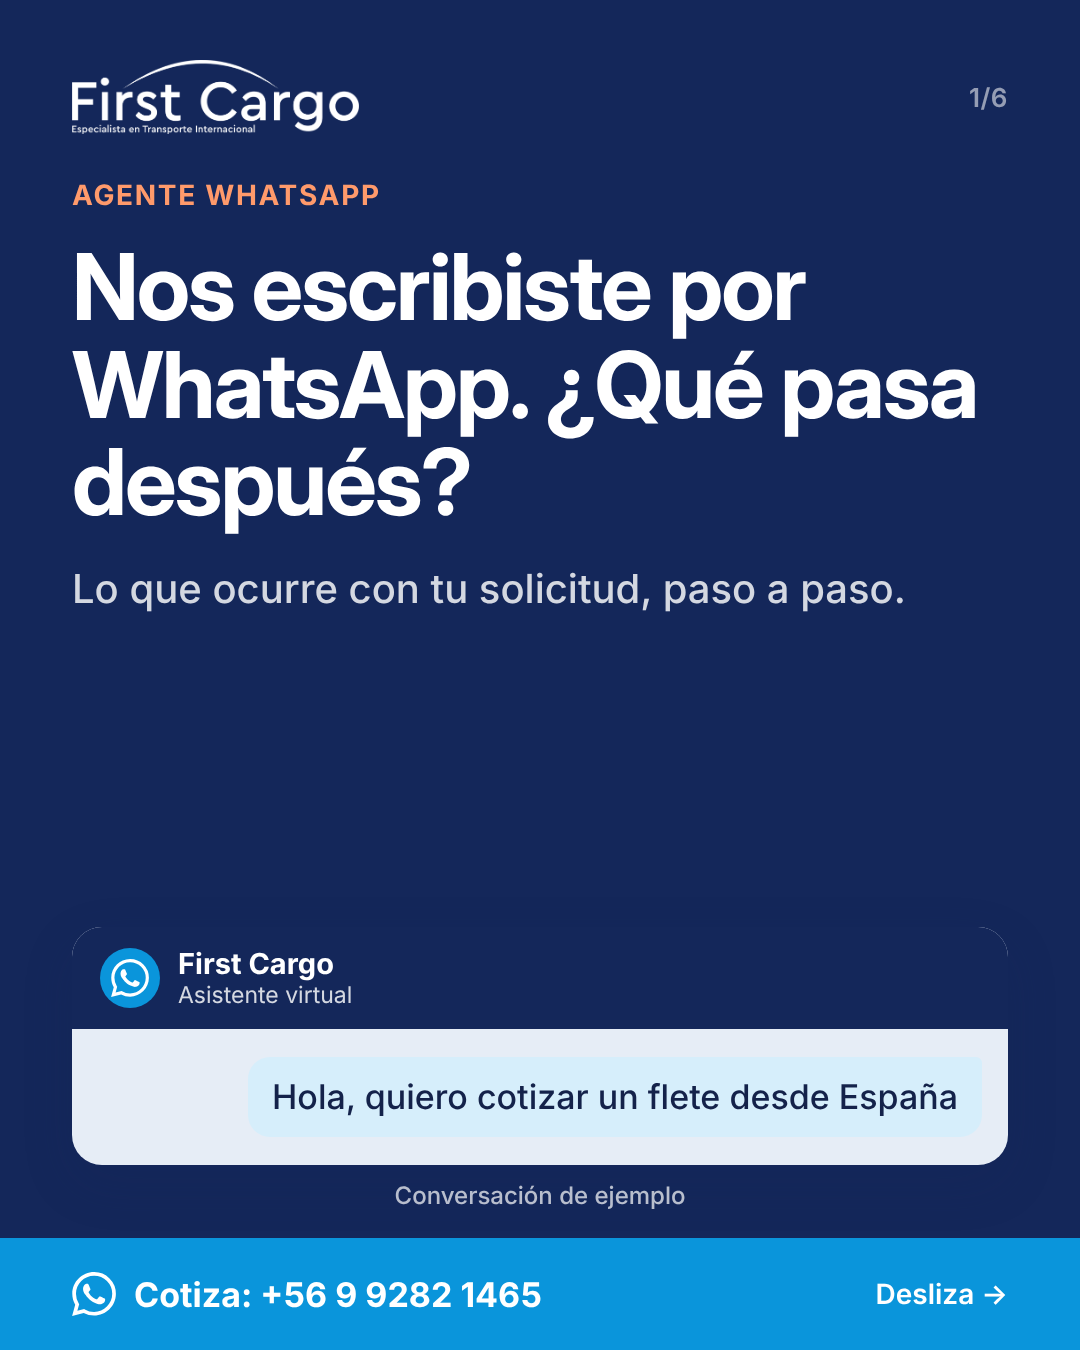 First Cargo
Especialista en Transporte Internacional
1/6
AGENTE WHATSAPP
Nos escribiste por
WhatsApp. ¿Qué pasa
después?
Lo que ocurre con tu solicitud, paso a paso.
First Cargo
Asistente virtual
Hola, quiero cotizar un flete desde España
Conversación de ejemplo
Cotiza: +56 9 9282 1465
Desliza →